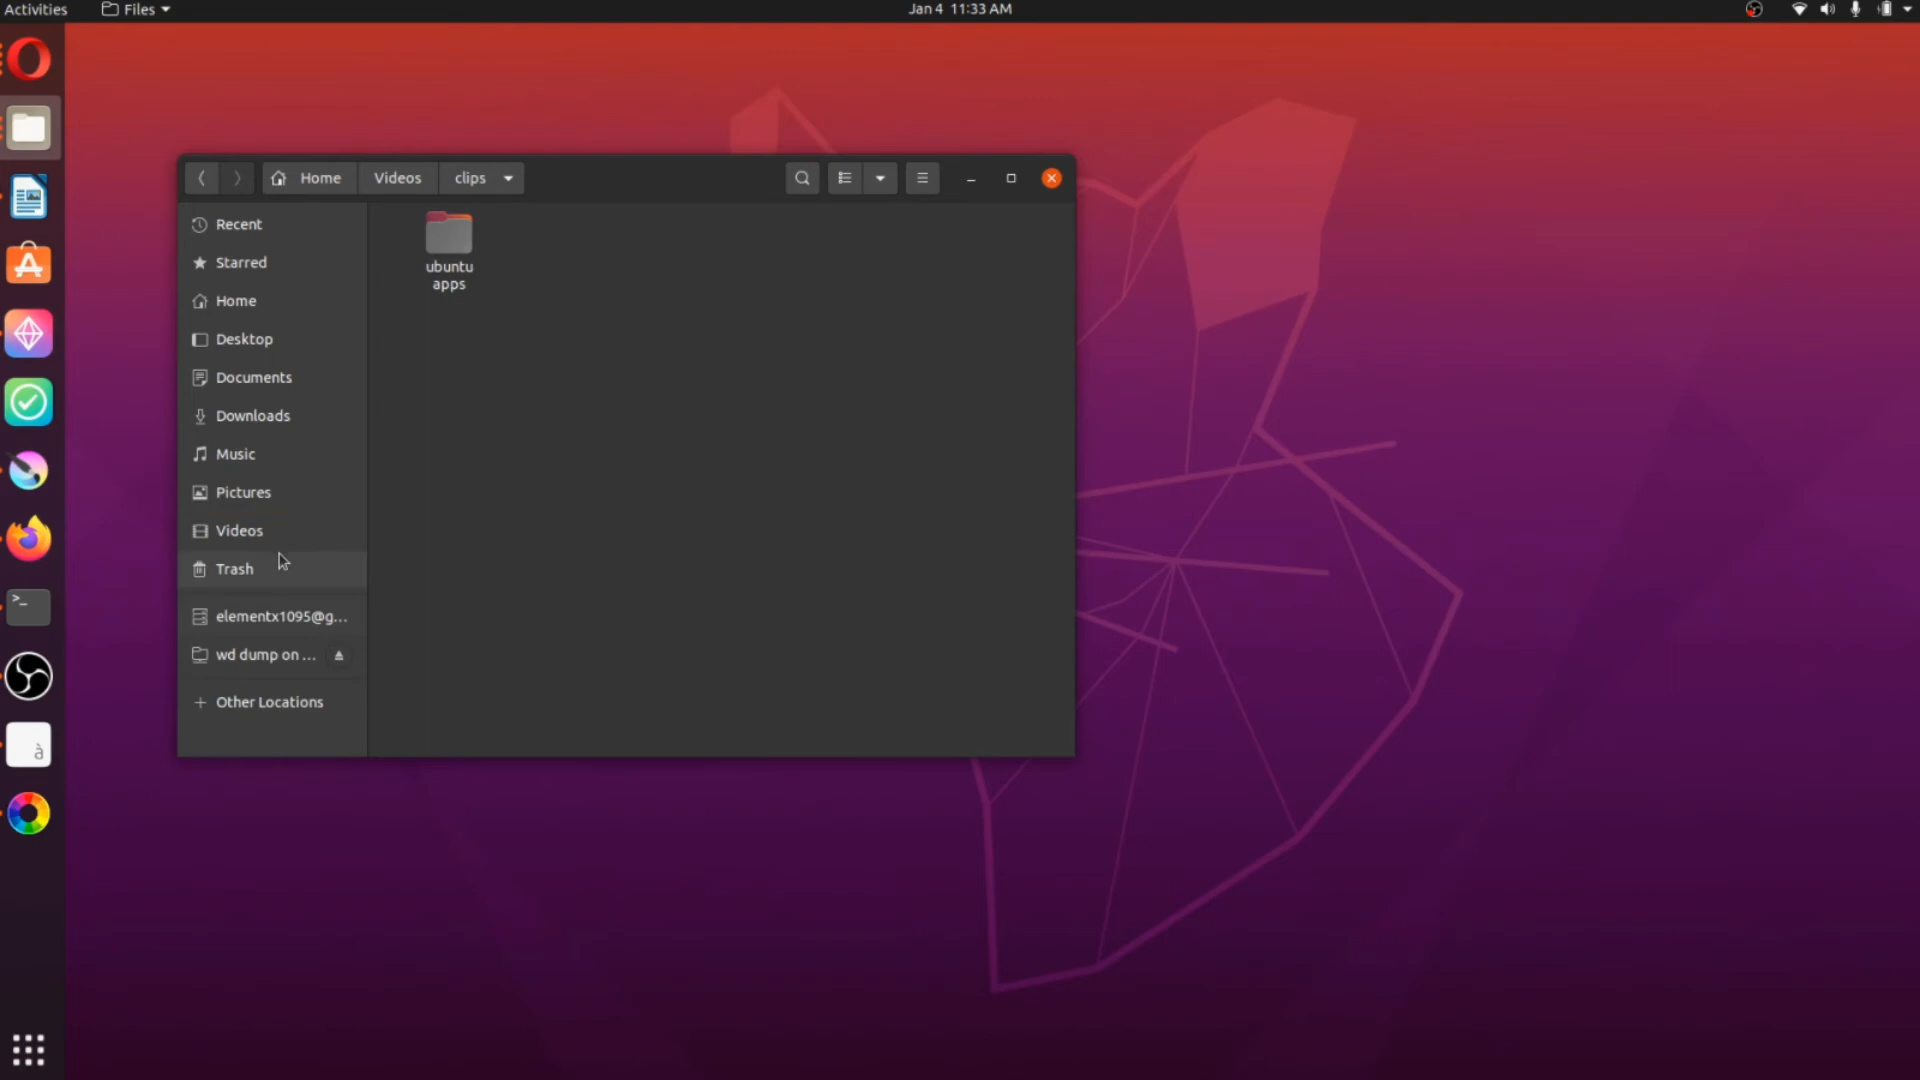 Activities Files Jan 4 11:33 AM
Home Videos clips
Recent
Starred
Home
Desktop
Documents
Downloads
Music
Pictures
Videos
Trash
elementx1095@g...
wd dump on ...
Other Locations
ubuntu
apps
>_
à